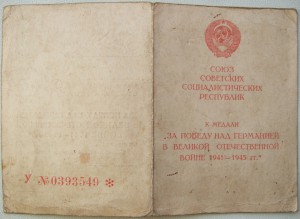 СОЮЗ
СОВЕТСКИХ
СОЦИАЛИСТИЧЕСКИХ
РЕСПУБЛИК
К МЕДАЛИ
„ЗА ПОБЕДУ НАД ГЕРМАНИЕЙ
В ВЕЛИКОЙ ОТЕЧЕСТВЕННОЙ
ВОЙНЕ 1941—1945 гг."
У №0393549 *